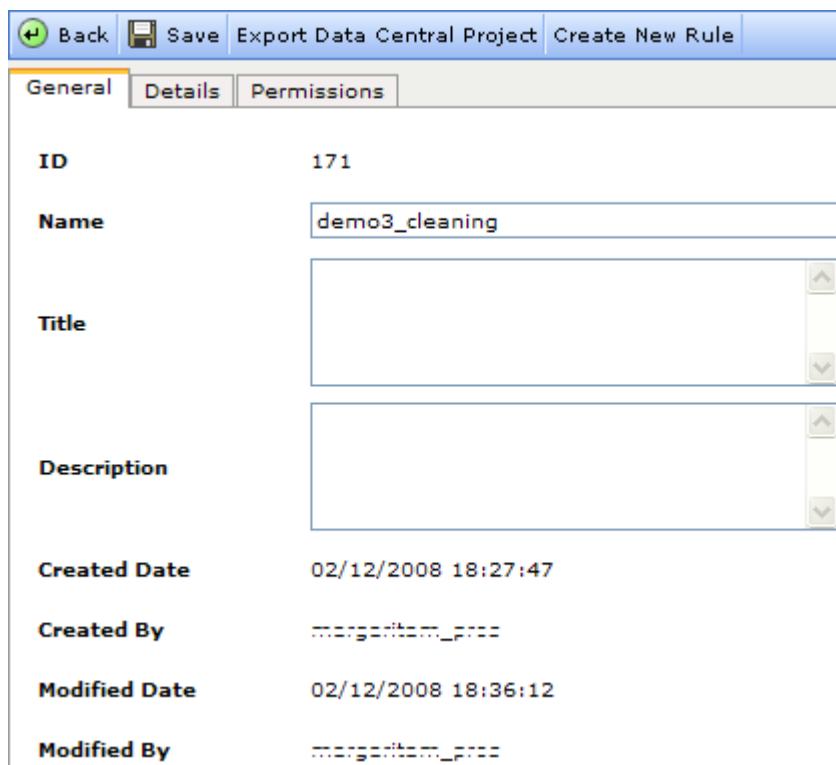 Back Save Export Data Central Project Create New Rule
General Details Permissions
ID 171
Name demo3_cleaning
Title
Description
Created Date 02/12/2008 18:27:47
Created By
Modified Date 02/12/2008 18:36:12
Modified By